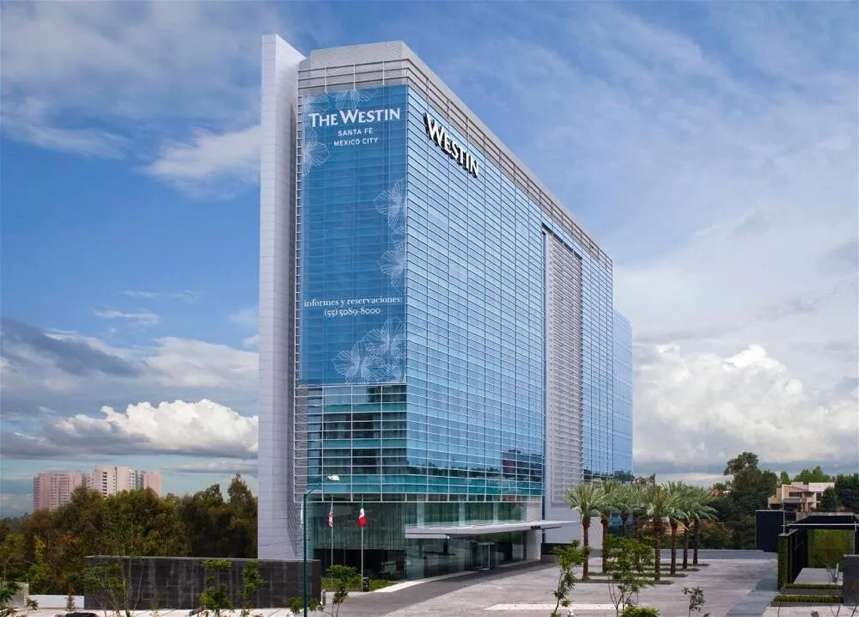 THE WESTIN
SANTA FE
MEXICO CITY
WESTIN
informes y reservaciones:
(55) 5089-8000